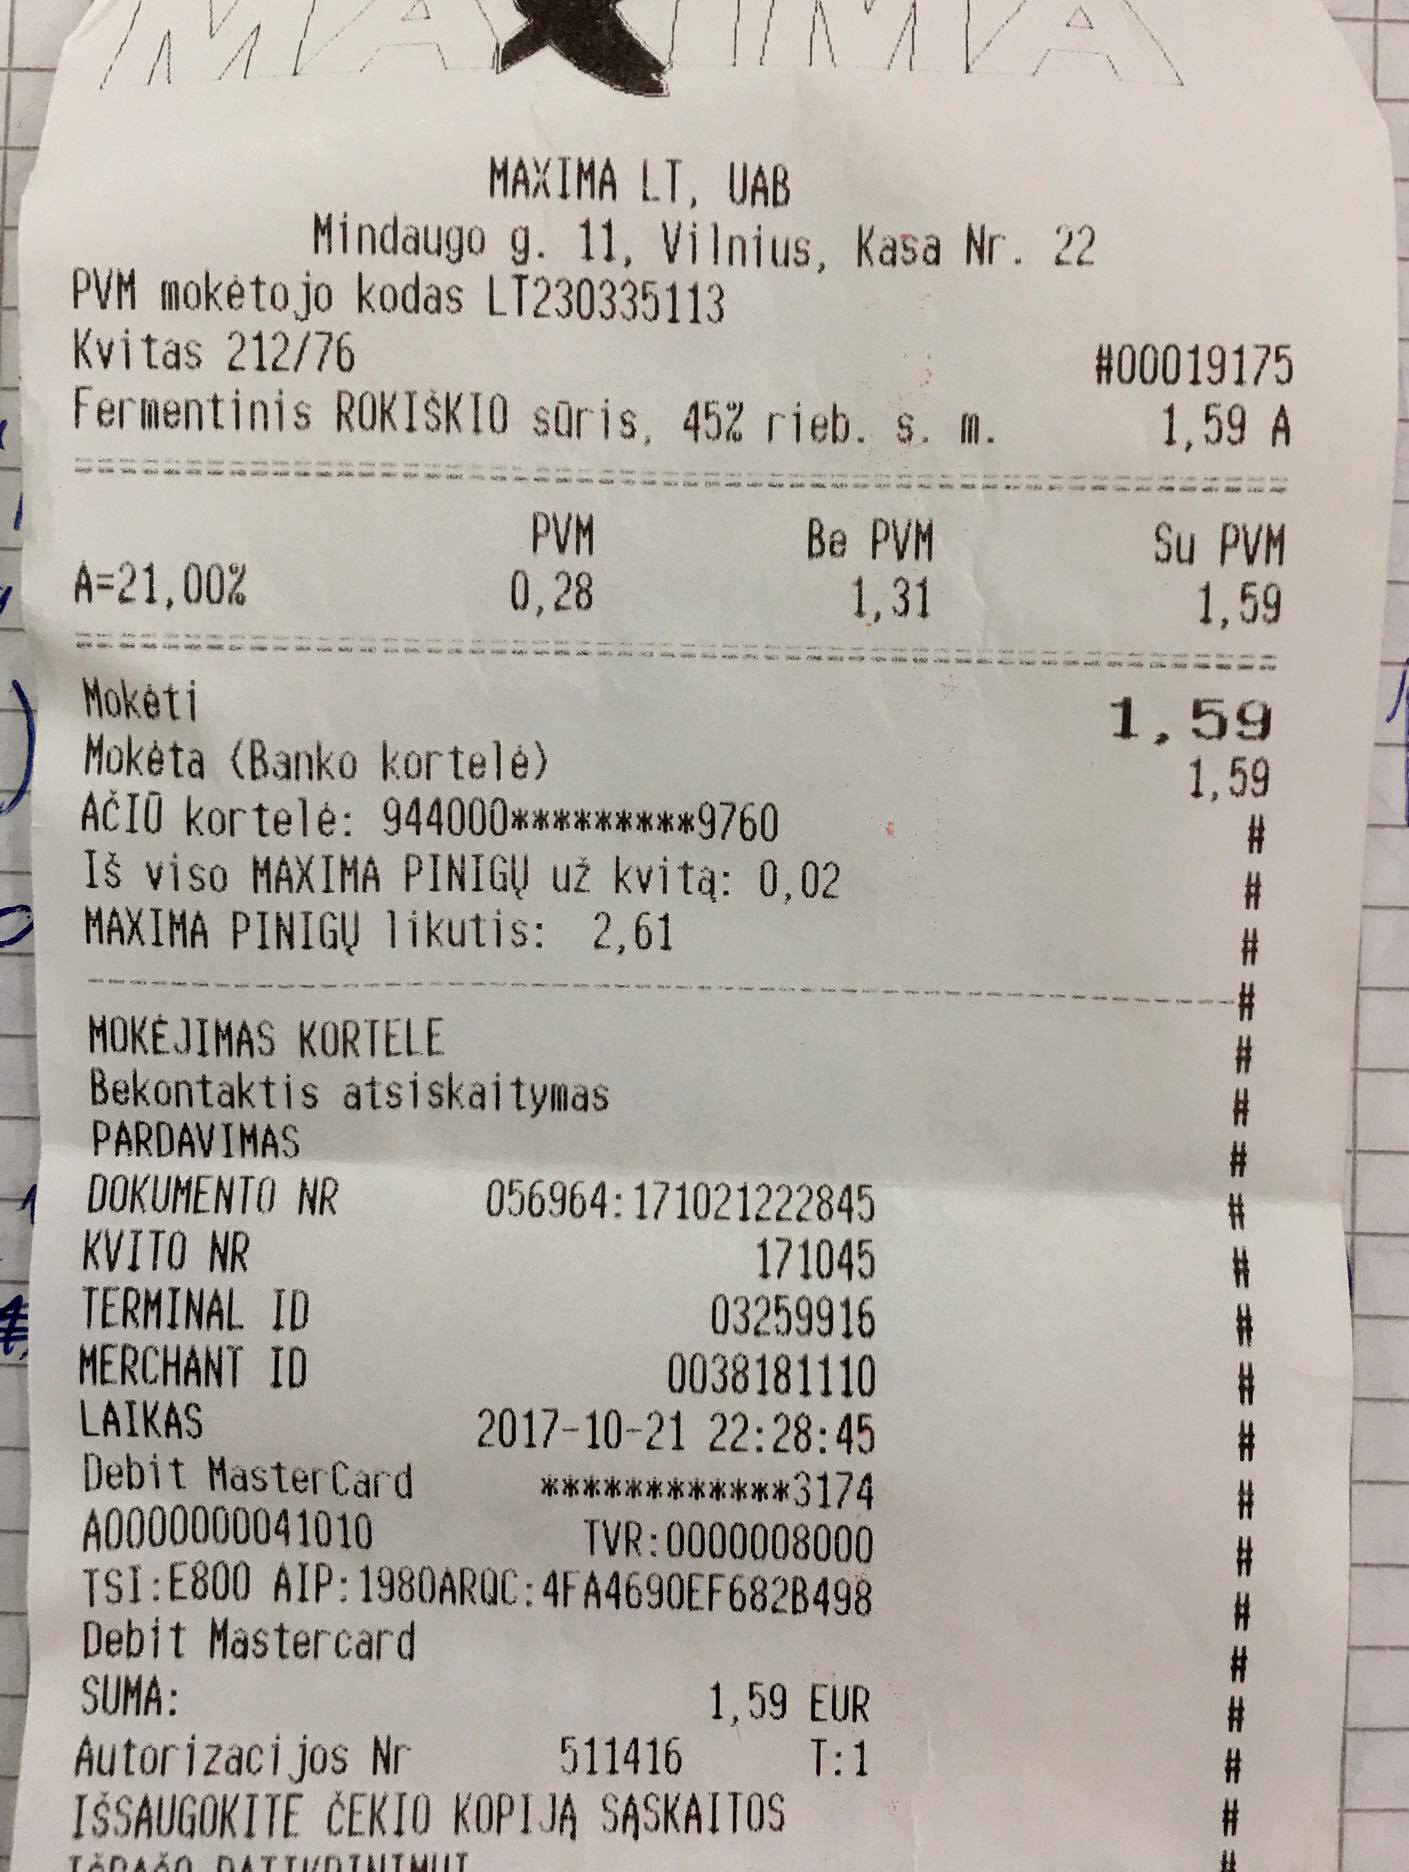 MAXIMA
MAXIMA LT, UAB
Mindaugo g. 11, Vilnius, Kasa Nr. 22
PVM mokėtojo kodas LT230335113
Kvitas 212/76 #00019175
Fermentinis ROKIŠKIO sūris, 45% rieb. s. m. 1,59 A
PVM Be PVM Su PVM
A=21,00% 0,28 1,31 1,59
Mokėti 1,59
Mokėta (Banko kortelė) 1,59
AČIŪ kortelė: 944000*********9760 #
Iš viso MAXIMA PINIGŲ už kvitą: 0,02 #
MAXIMA PINIGŲ likutis: 2,61 #
#
MOKĖJIMAS KORTELE #
Bekontaktis atsiskaitymas #
PARDAVIMAS #
DOKUMENTO NR 056964:171021222845 #
KVITO NR 171045 #
TERMINAL ID 03259916 #
MERCHANT ID 0038181110 #
LAIKAS 2017-10-21 22:28:45 #
Debit MasterCard ************3174 #
A0000000041010 TVR:0000008000 #
TSI:E800 AIP:1980ARQC:4FA4690EF682B498 #
Debit Mastercard #
SUMA: 1,59 EUR #
Autorizacijos Nr 511416 T:1 #
IŠSAUGOKITE ČEKIO KOPIJĄ SĄSKAITOS #
IŠRAŠO PATIKRINIMUI #